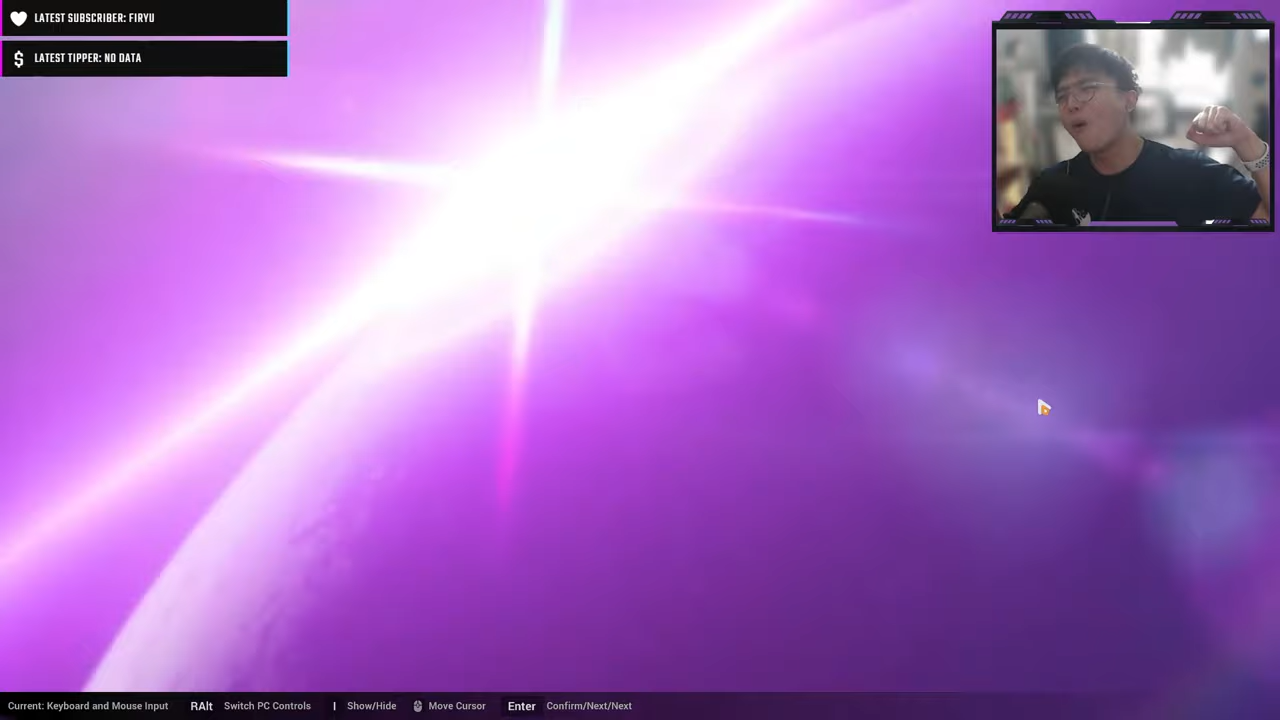 LATEST SUBSCRIBER: FIRYU
LATEST TIPPER: NO DATA
Current: Keyboard and Mouse Input RAlt Switch PC Controls I Show/Hide Move Cursor Enter Confirm/Next/Next